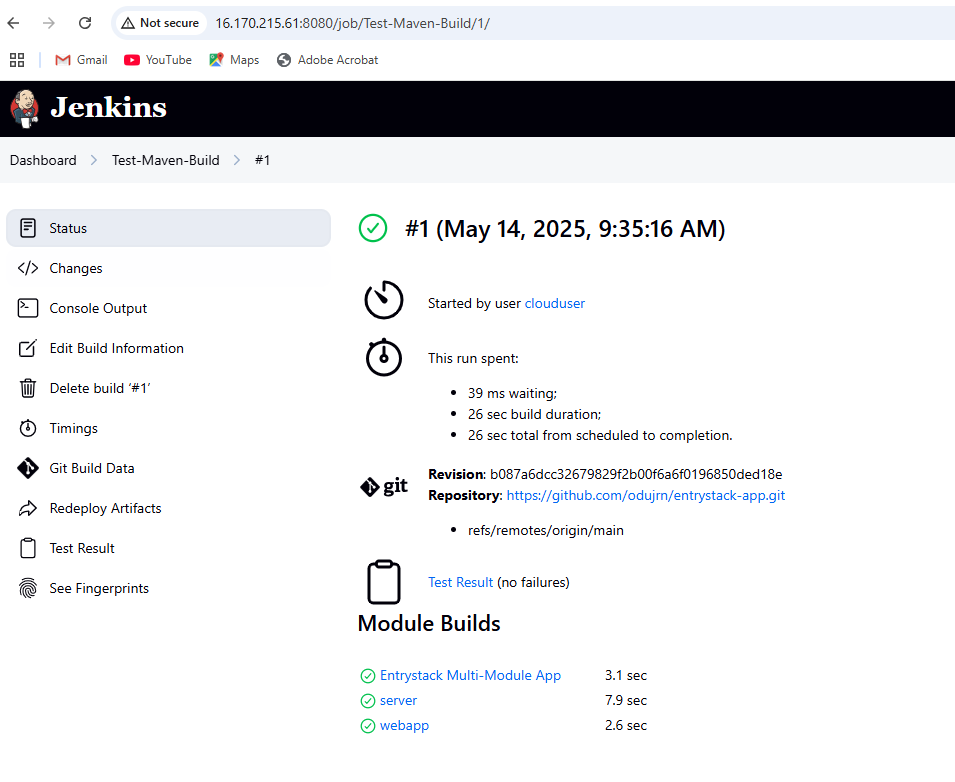 Not secure 16.170.215.61:8080/job/Test-Maven-Build/1/
Gmail YouTube Maps Adobe Acrobat
Jenkins
Dashboard Test-Maven-Build #1
Status
Changes
Console Output
Edit Build Information
Delete build ‘#1’
Timings
Git Build Data
Redeploy Artifacts
Test Result
See Fingerprints
#1 (May 14, 2025, 9:35:16 AM)
Started by user clouduser
This run spent:
39 ms waiting;
26 sec build duration;
26 sec total from scheduled to completion.
git
Revision: b087a6dcc32679829f2b00f6a6f0196850ded18e
Repository: https://github.com/odujrn/entrystack-app.git
refs/remotes/origin/main
Test Result (no failures)
Module Builds
Entrystack Multi-Module App 3.1 sec
server 7.9 sec
webapp 2.6 sec